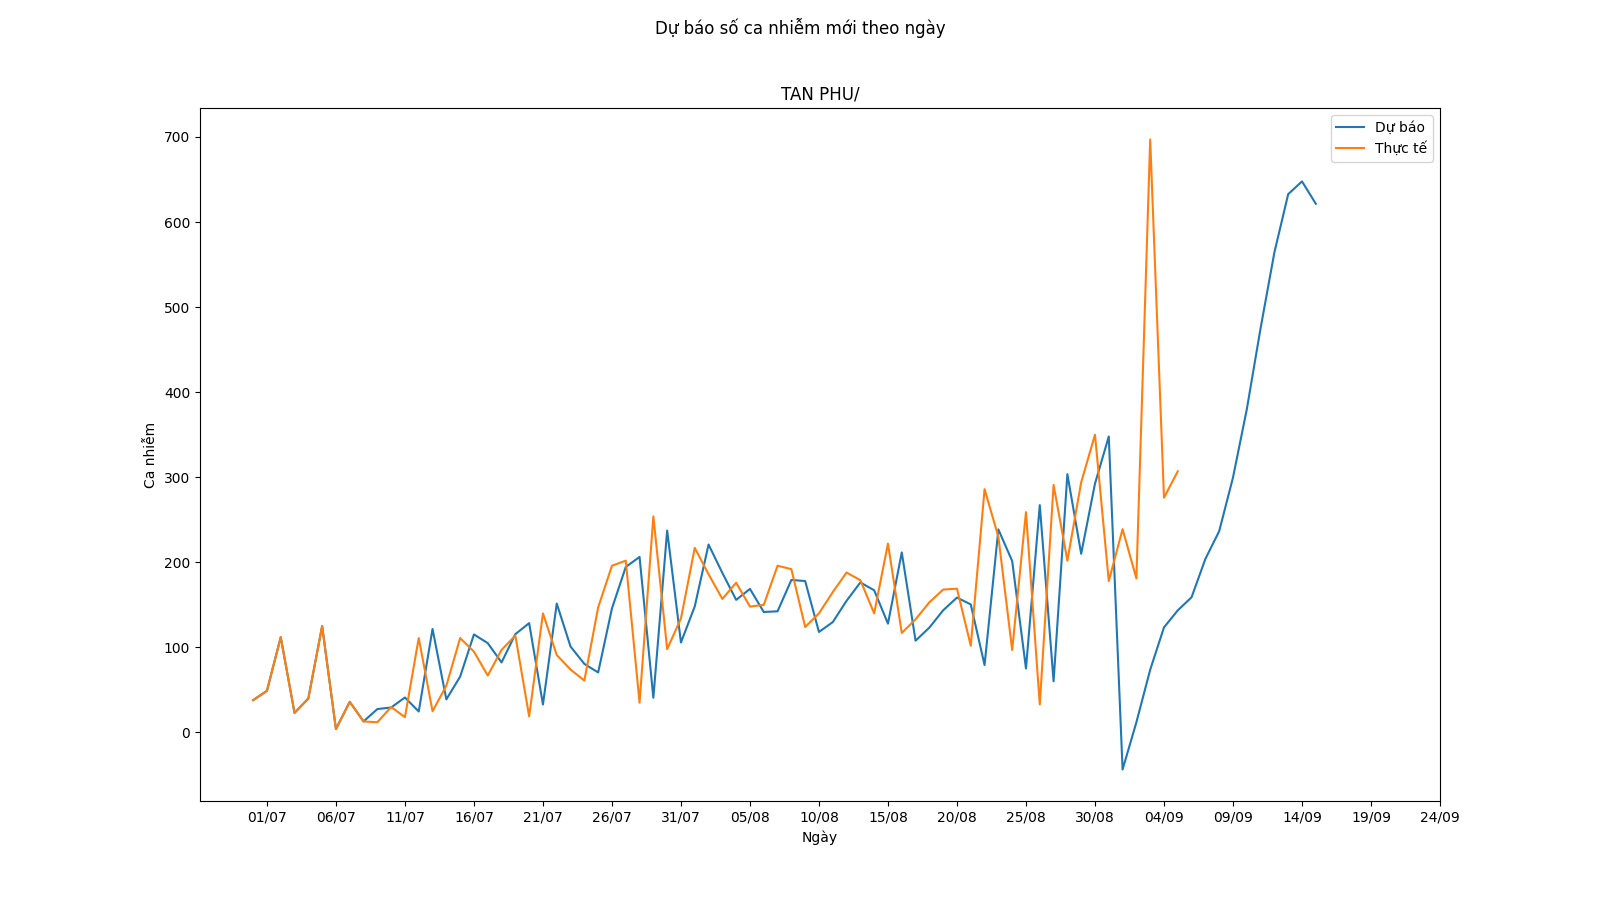 Dự báo số ca nhiễm mới theo ngày
TAN PHU/
Dự báo
Thực tế
700
600
500
400
300
200
100
0
Ca nhiễm
01/07 06/07 11/07 16/07 21/07 26/07 31/07 05/08 10/08 15/08 20/08 25/08 30/08 04/09 09/09 14/09 19/09 24/09
Ngày